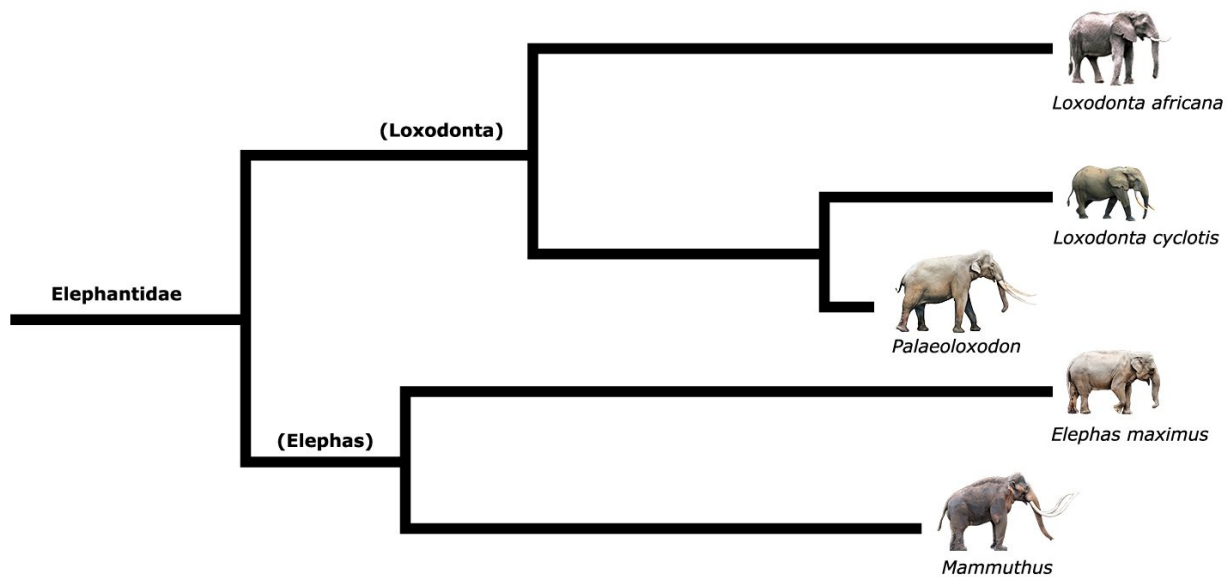 Loxodonta africana
(Loxodonta)
Loxodonta cyclotis
Elephantidae
Palaeoloxodon
Elephas maximus
(Elephas)
Mammuthus